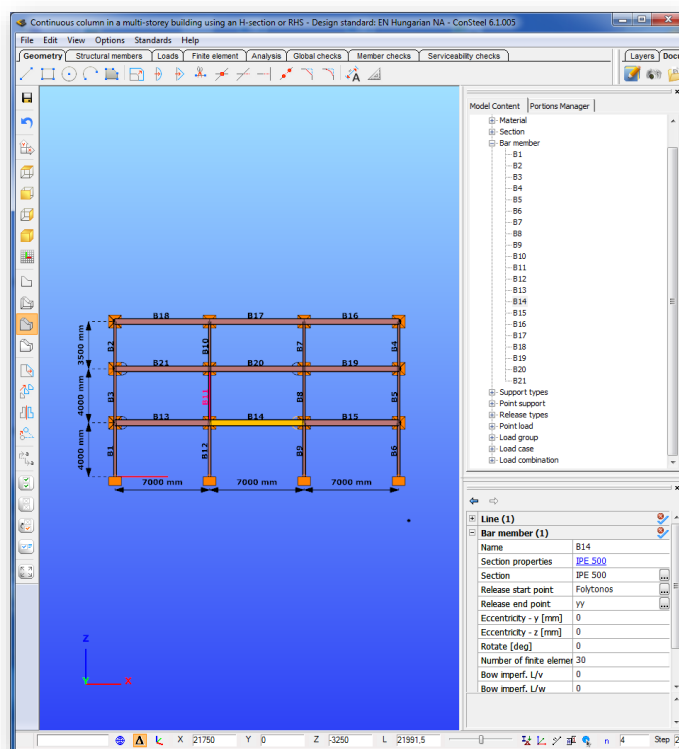 Continuous column in a multi-storey building using an H-section or RHS - Design standard: EN Hungarian NA - ConSteel 6.1.005
File Edit View Options Standards Help
Geometry Structural members Loads Finite element Analysis Global checks Member checks Serviceability checks Layers Docu
Model Content Portions Manager
Material
Section
Bar member
B1
B2
B3
B4
B5
B6
B7
B8
B9
B10
B11
B12
B13
B14
B15
B16
B17
B18
B19
B20
B21
Support types
Point support
Release types
Point load
Load group
Load case
Load combination
B18 B17 B16
3500 mm B2 B10 B7 B4
B21 B20 B19
4000 mm B3 B11 B8 B5
B13 B14 B15
4000 mm B1 B12 B9 B6
7000 mm 7000 mm 7000 mm
Z
Y X
Line (1)
Bar member (1)
Name B14
Section properties IPE 500
Section IPE 500 ...
Release start point Folytonos ...
Release end point yy ...
Eccentricity - y [mm] 0
Eccentricity - z [mm] 0
Rotate [deg] 0
Number of finite elemer 30
Bow imperf. L/v 0
Bow imperf. L/w 0
Δ X 21750 Y 0 Z -3250 L 21991,5 n 4 Step 2